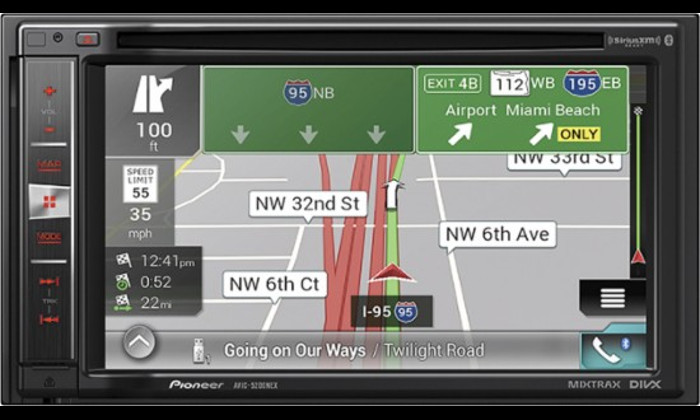 ((SiriusXM))
READY
VOL
MAP
MODE
TRK
100
ft
SPEED
LIMIT
55
35
mph
12:41pm
0:52
22mi
95 NB
EXIT 4B 112 WB 195 EB
Airport Miami Beach
ONLY
NW 33rd St
NW 32nd St
NW 6th Ave
NW 6th Ct
I-95 95
1
Going on Our Ways / Twilight Road
Pioneer AVIC-5200NEX MIXTRAX DIVX